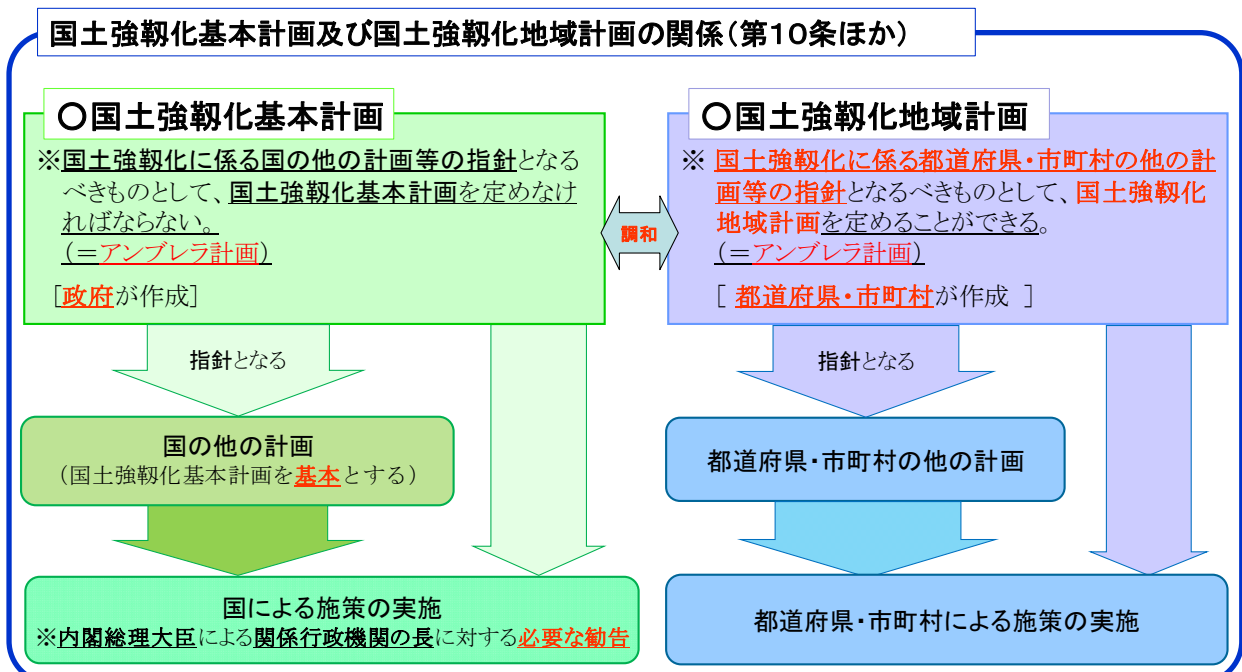 国土強靱化基本計画及び国土強靱化地域計画の関係(第10条ほか)
○国土強靱化基本計画
※国土強靱化に係る国の他の計画等の指針となる
べきものとして、国土強靱化基本計画を定めなけ
ればならない。
(=アンブレラ計画)
[政府が作成]
調和
○国土強靱化地域計画
※ 国土強靱化に係る都道府県・市町村の他の計
画等の指針となるべきものとして、国土強靱化
地域計画を定めることができる。
(=アンブレラ計画)
[ 都道府県・市町村が作成 ]
指針となる
指針となる
国の他の計画
(国土強靱化基本計画を基本とする)
都道府県・市町村の他の計画
国による施策の実施
※内閣総理大臣による関係行政機関の長に対する必要な勧告
都道府県・市町村による施策の実施